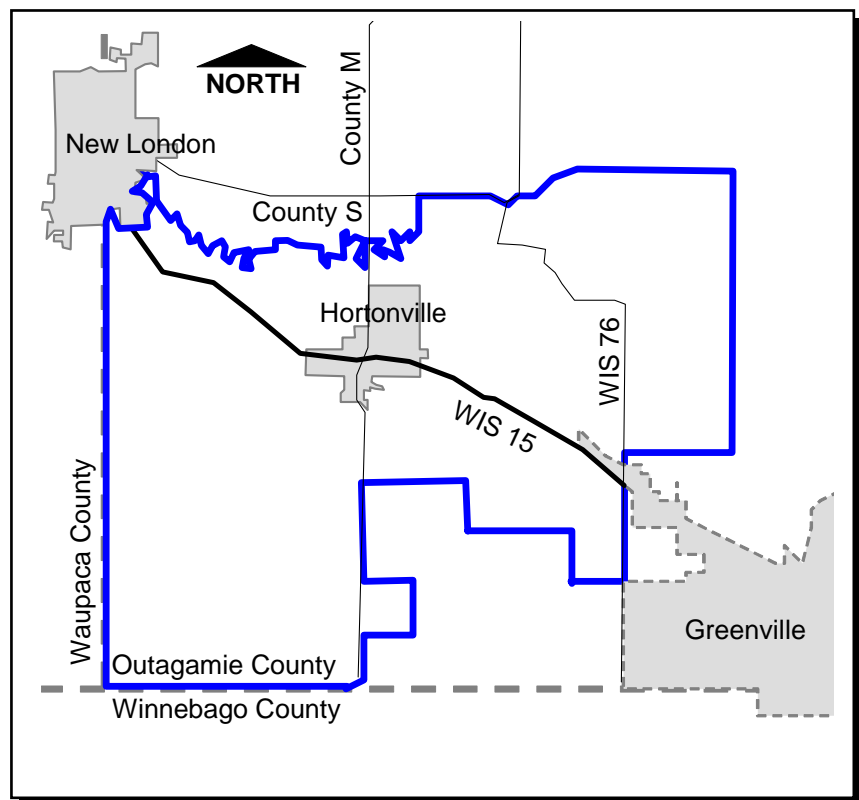 County M
NORTH
New London
County S
Hortonville
WIS 76
WIS 15
Waupaca County
Greenville
Outagamie County
Winnebago County